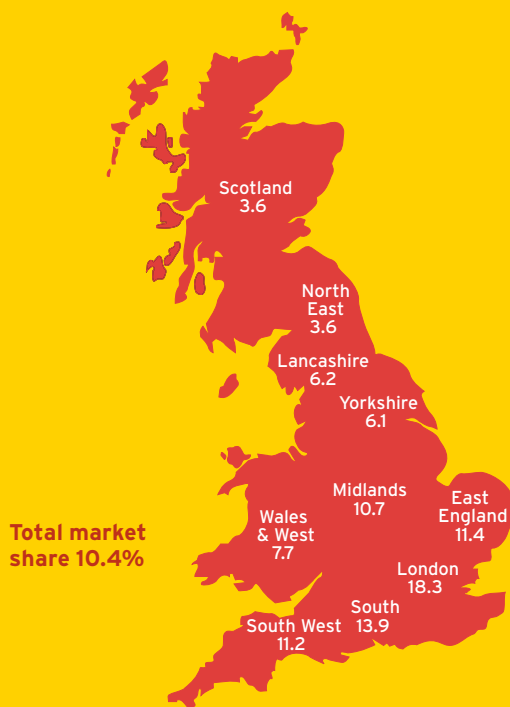 Scotland
3.6
North
East
3.6
Lancashire
6.2
Yorkshire
6.1
Midlands
10.7
East
England
11.4
Wales
& West
7.7
Total market
share 10.4%
London
18.3
South
13.9
South West
11.2